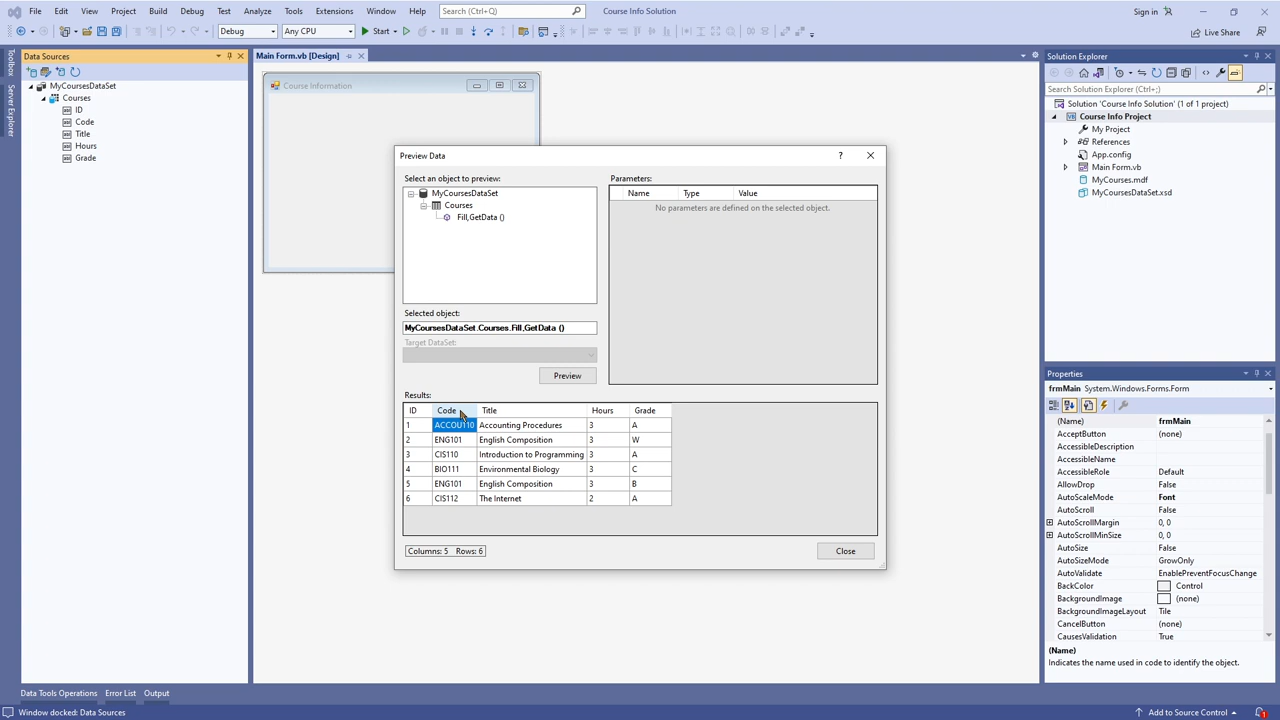 File Edit View Project Build Debug Test Analyze Tools Extensions Window Help Search (Ctrl+Q) Course Info Solution Sign in
Debug Any CPU Start Live Share
Toolbox
Server Explorer
Data Sources
MyCoursesDataSet
Courses
ID
Code
Title
Hours
Grade
Main Form.vb [Design]
Course Information
Preview Data
?
Select an object to preview:
MyCoursesDataSet
Courses
Fill,GetData ()
Selected object:
MyCoursesDataSet.Courses.Fill,GetData ()
Target DataSet:
Preview
Parameters:
Name Type Value
No parameters are defined on the selected object.
Results:
ID Code Title Hours Grade
1 ACCOU110 Accounting Procedures 3 A
2 ENG101 English Composition 3 W
3 CIS110 Introduction to Programming 3 A
4 BIO111 Environmental Biology 3 C
5 ENG101 English Composition 3 B
6 CIS112 The Internet 2 A
Columns: 5 Rows: 6
Close
Solution Explorer
Search Solution Explorer (Ctrl+;)
Solution 'Course Info Solution' (1 of 1 project)
VB Course Info Project
My Project
References
App.config
Main Form.vb
MyCourses.mdf
MyCoursesDataSet.xsd
Properties
frmMain System.Windows.Forms.Form
(Name) frmMain
AcceptButton (none)
AccessibleDescription
AccessibleName
AccessibleRole Default
AllowDrop False
AutoScaleMode Font
AutoScroll False
AutoScrollMargin 0, 0
AutoScrollMinSize 0, 0
AutoSize False
AutoSizeMode GrowOnly
AutoValidate EnablePreventFocusChange
BackColor Control
BackgroundImage (none)
BackgroundImageLayout Tile
CancelButton (none)
CausesValidation True
(Name)
Indicates the name used in code to identify the object.
Data Tools Operations Error List Output
Window docked: Data Sources Add to Source Control 1